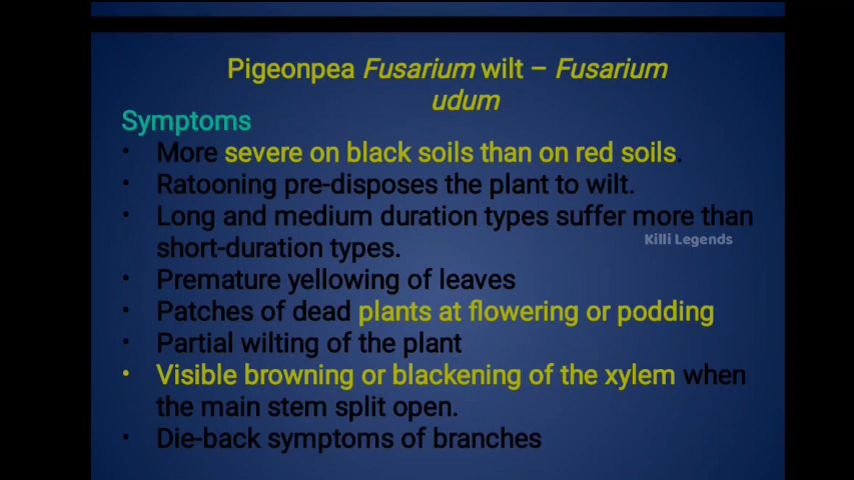 Pigeonpea Fusarium wilt – Fusarium
udum
Symptoms
• More severe on black soils than on red soils.
• Ratooning pre-disposes the plant to wilt.
• Long and medium duration types suffer more than
short-duration types.
Killi Legends
• Premature yellowing of leaves
• Patches of dead plants at flowering or podding
• Partial wilting of the plant
• Visible browning or blackening of the xylem when
the main stem split open.
• Die-back symptoms of branches